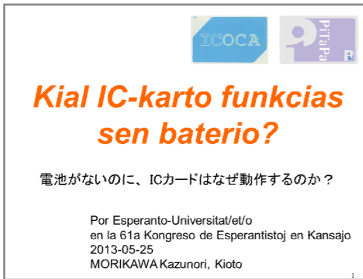 ICOCA
PiTaPa
Kial IC-karto funkcias
sen baterio?
電池がないのに、ICカードはなぜ動作するのか？
Por Esperanto-Universitat/et/o
en la 61a Kongreso de Esperantistoj en Kansajo
2013-05-25
MORIKAWA Kazunori, Kioto
1